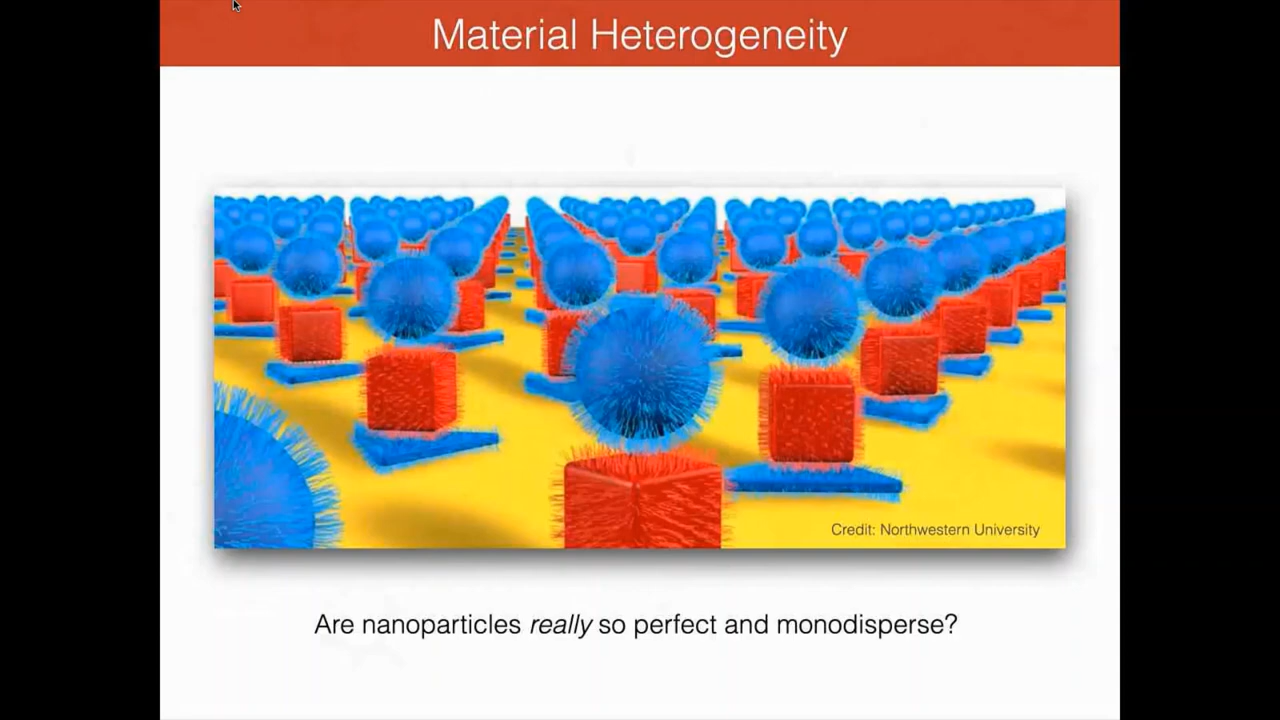 Material Heterogeneity
Credit: Northwestern University
Are nanoparticles really so perfect and monodisperse?